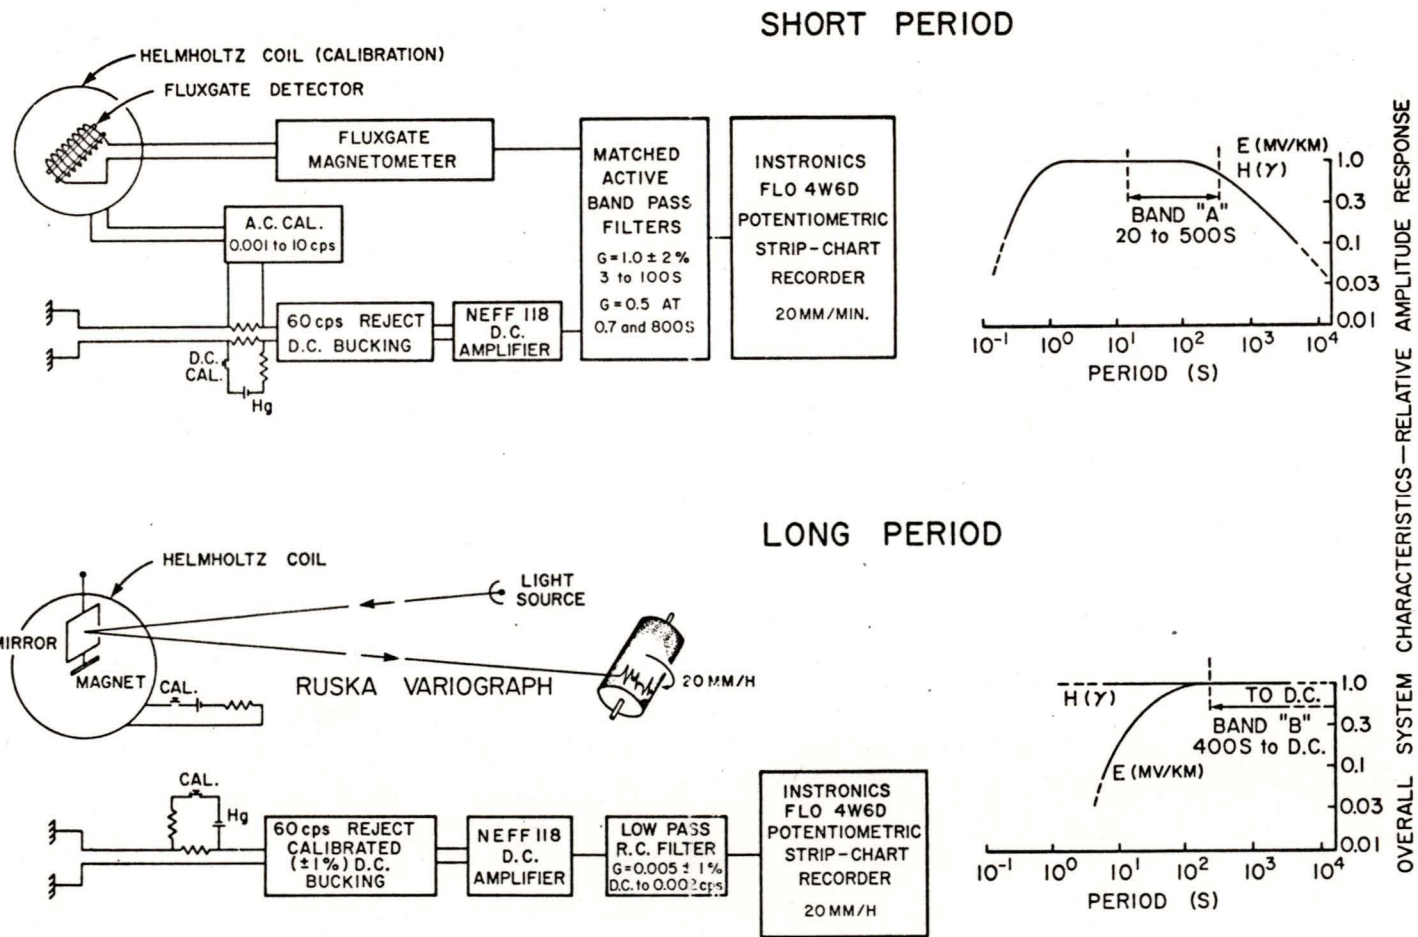 SHORT PERIOD
HELMHOLTZ COIL (CALIBRATION)
FLUXGATE DETECTOR
FLUXGATE
MAGNETOMETER
A.C. CAL.
0.001 to 10 cps
MATCHED
ACTIVE
BAND PASS
FILTERS
G=1.0 ± 2%
3 to 100S
G=0.5 AT
0.7 and 800S
INSTRONICS
FLO 4W6D
POTENTIOMETRIC
STRIP-CHART
RECORDER
20MM/MIN.
60 cps REJECT
D.C. BUCKING
NEFF 118
D.C.
AMPLIFIER
D.C.
CAL.
Hg
E (MV/KM)
H (γ)
1.0
0.3
0.1
0.03
0.01
BAND "A"
20 to 500S
10⁻¹ 10⁰ 10¹ 10² 10³ 10⁴
PERIOD (S)
OVERALL SYSTEM CHARACTERISTICS—RELATIVE AMPLITUDE RESPONSE
LONG PERIOD
HELMHOLTZ COIL
LIGHT
SOURCE
MIRROR
MAGNET
CAL.
RUSKA VARIOGRAPH
20 MM/H
CAL.
Hg
60 cps REJECT
CALIBRATED
(±1%) D.C.
BUCKING
NEFF 118
D.C.
AMPLIFIER
LOW PASS
R.C. FILTER
G=0.005 ± 1%
D.C. to 0.002 cps
INSTRONICS
FLO 4W6D
POTENTIOMETRIC
STRIP-CHART
RECORDER
20MM/H
H (γ)
TO D.C.
BAND "B"
400S to D.C.
E (MV/KM)
1.0
0.3
0.1
0.03
0.01
10⁻¹ 10⁰ 10¹ 10² 10³ 10⁴
PERIOD (S)